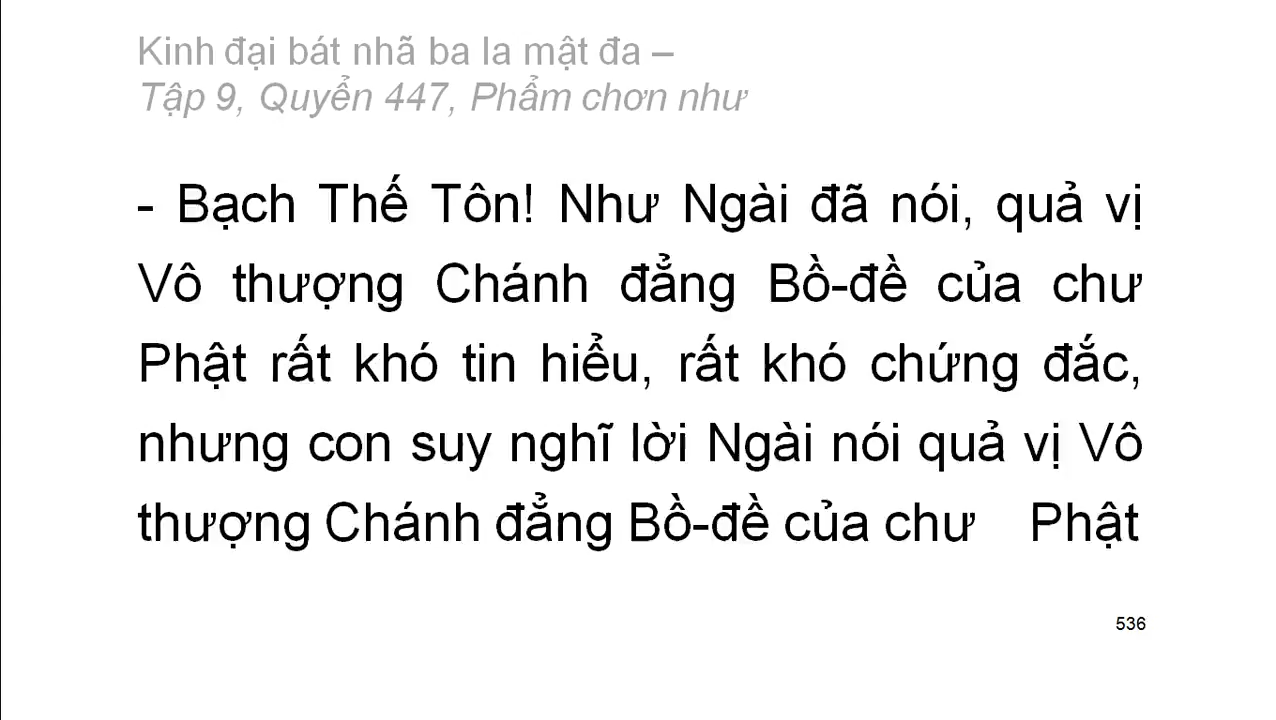 Kinh đại bát nhã ba la mật đa –
Tập 9, Quyển 447, Phẩm chơn như
- Bạch Thế Tôn! Như Ngài đã nói, quả vị
Vô thượng Chánh đẳng Bồ-đề của chư
Phật rất khó tin hiểu, rất khó chứng đắc,
nhưng con suy nghĩ lời Ngài nói quả vị Vô
thượng Chánh đẳng Bồ-đề của chư Phật
536